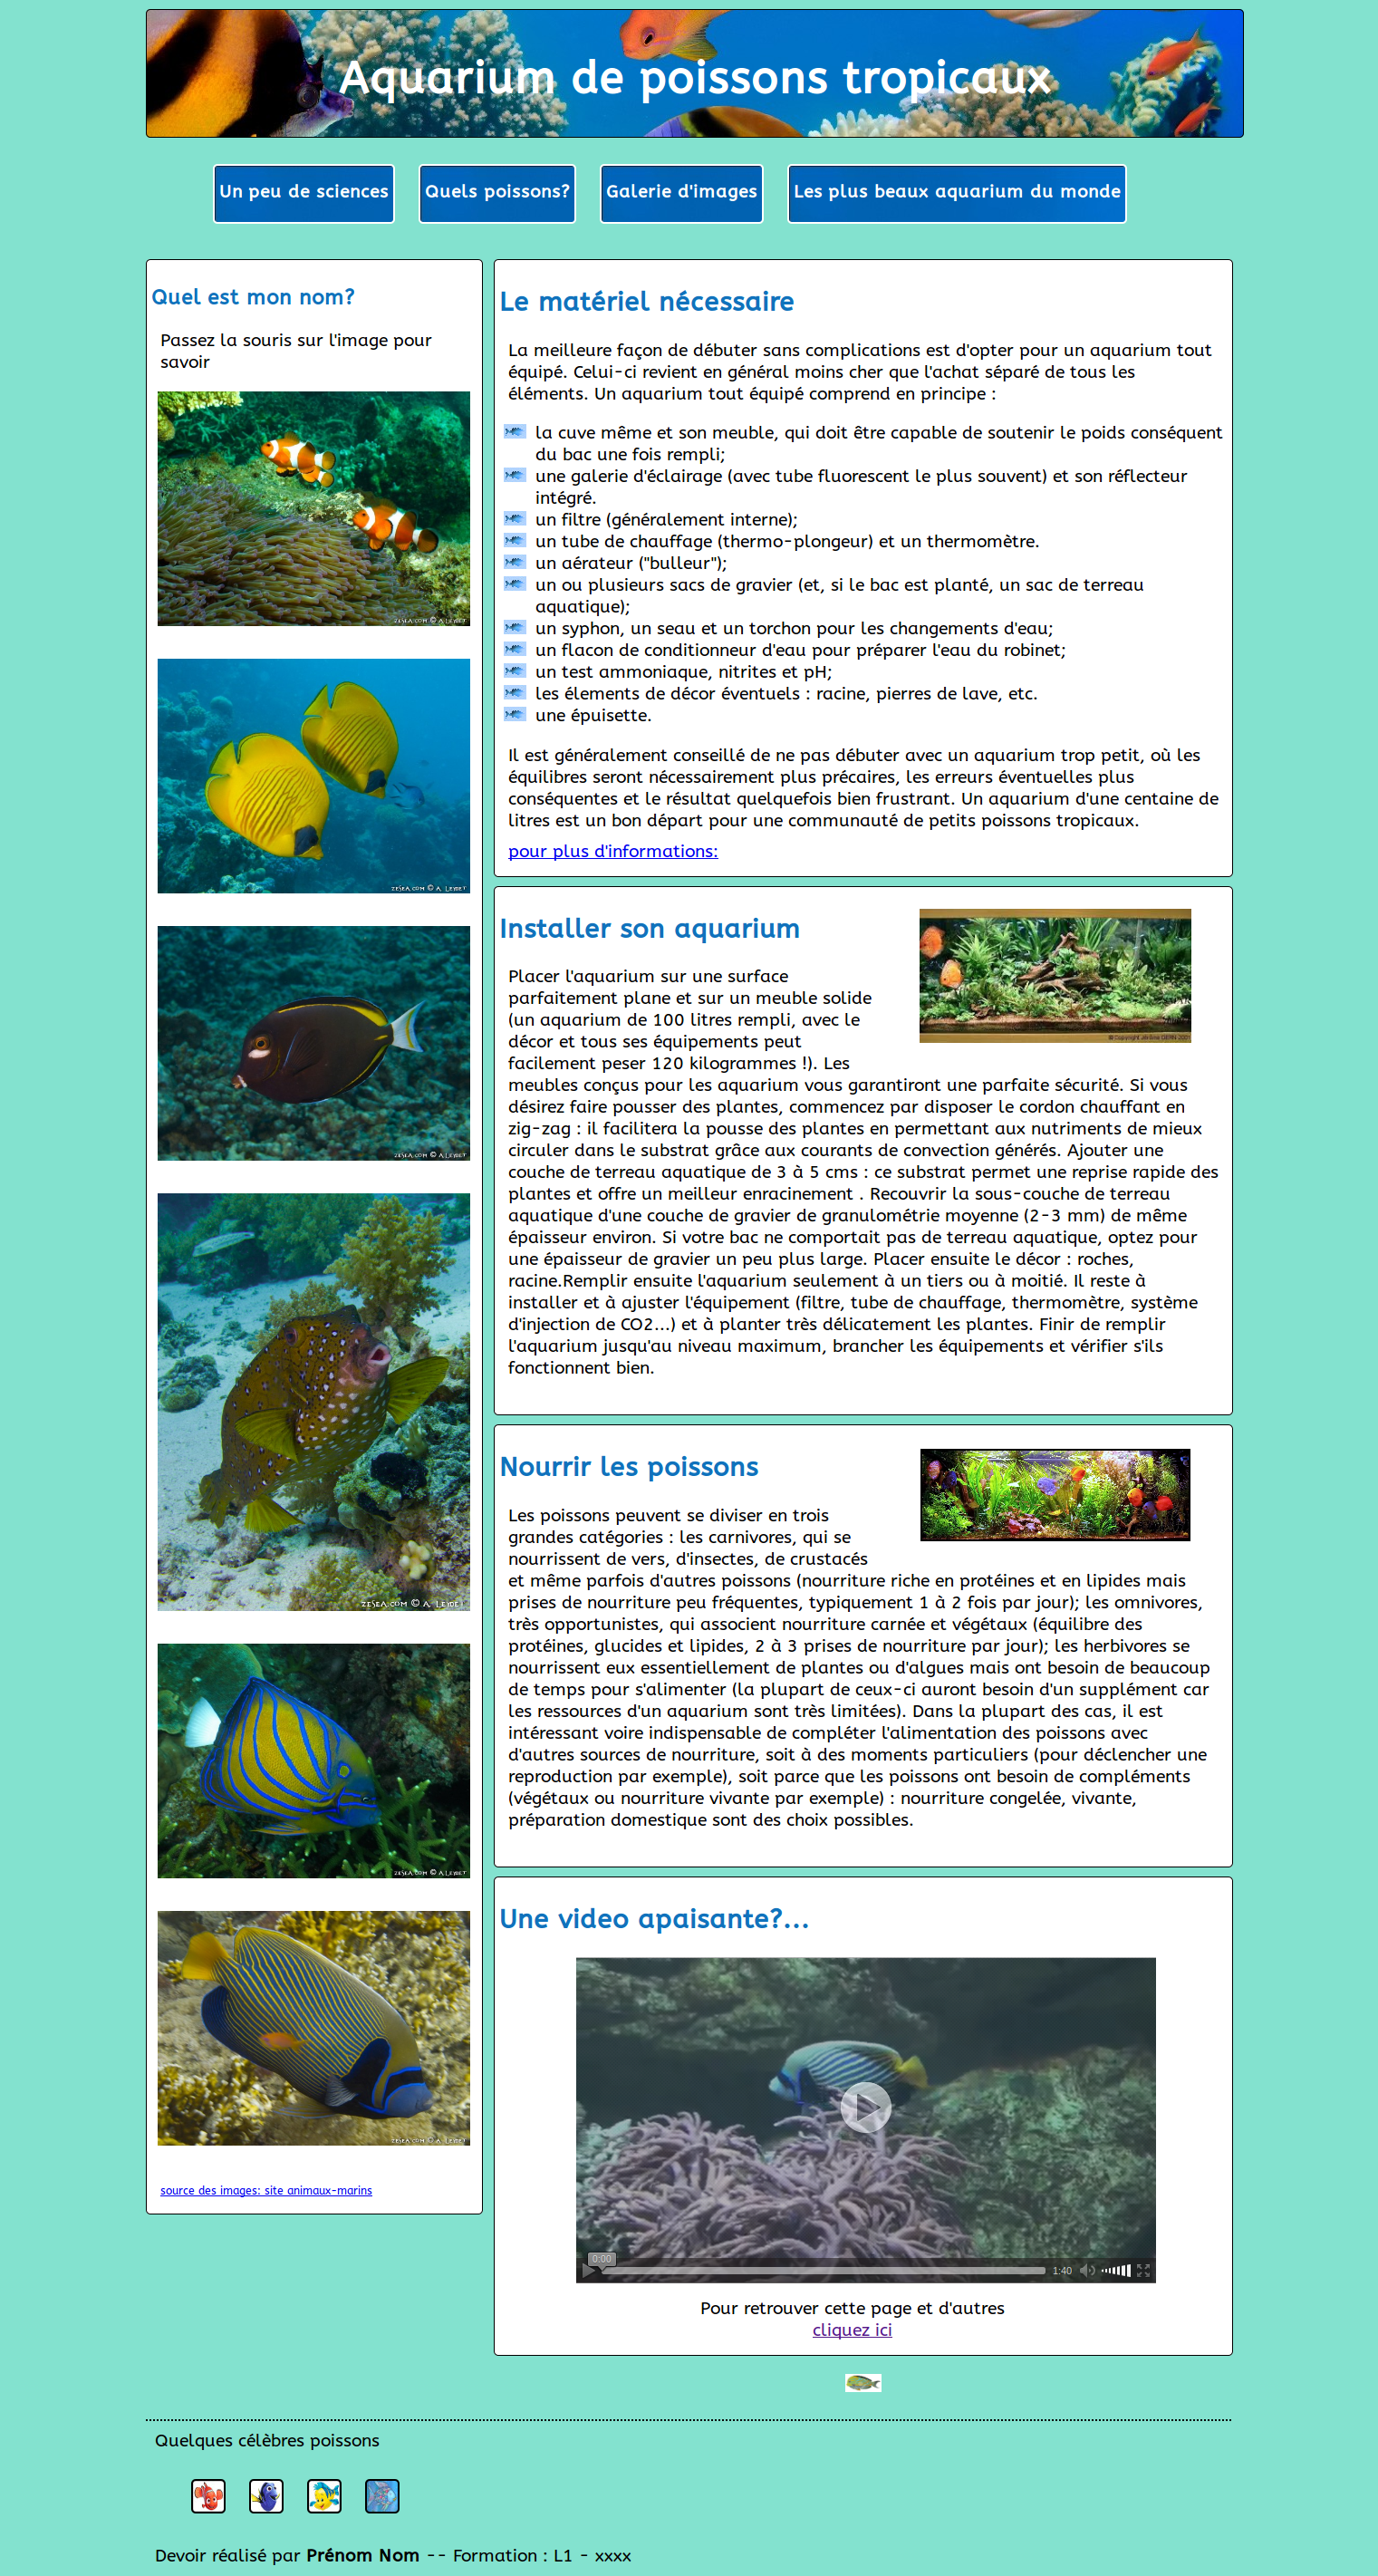 Aquarium de poissons tropicaux
Un peu de sciences
Quels poissons?
Galerie d'images
Les plus beaux aquarium du monde
Quel est mon nom?
Passez la souris sur l'image pour
savoir
ZESEA.COM © A. LEYDET
ZESEA.COM © A. LEYDET
ZESEA.COM © A. LEYDET
ZESEA.COM © A. LEYDET
ZESEA.COM © A. LEYDET
ZESEA.COM © A. LEYDET
source des images: site animaux-marins
Le matériel nécessaire
La meilleure façon de débuter sans complications est d'opter pour un aquarium tout
équipé. Celui-ci revient en général moins cher que l'achat séparé de tous les
éléments. Un aquarium tout équipé comprend en principe :
la cuve même et son meuble, qui doit être capable de soutenir le poids conséquent
du bac une fois rempli;
une galerie d'éclairage (avec tube fluorescent le plus souvent) et son réflecteur
intégré.
un filtre (généralement interne);
un tube de chauffage (thermo-plongeur) et un thermomètre.
un aérateur ("bulleur");
un ou plusieurs sacs de gravier (et, si le bac est planté, un sac de terreau
aquatique);
un syphon, un seau et un torchon pour les changements d'eau;
un flacon de conditionneur d'eau pour préparer l'eau du robinet;
un test ammoniaque, nitrites et pH;
les élements de décor éventuels : racine, pierres de lave, etc.
une épuisette.
Il est généralement conseillé de ne pas débuter avec un aquarium trop petit, où les
équilibres seront nécessairement plus précaires, les erreurs éventuelles plus
conséquentes et le résultat quelquefois bien frustrant. Un aquarium d'une centaine de
litres est un bon départ pour une communauté de petits poissons tropicaux.
pour plus d'informations:
Installer son aquarium
Placer l'aquarium sur une surface
parfaitement plane et sur un meuble solide
(un aquarium de 100 litres rempli, avec le
décor et tous ses équipements peut
facilement peser 120 kilogrammes !). Les
meubles conçus pour les aquarium vous garantiront une parfaite sécurité. Si vous
désirez faire pousser des plantes, commencez par disposer le cordon chauffant en
zig-zag : il facilitera la pousse des plantes en permettant aux nutriments de mieux
circuler dans le substrat grâce aux courants de convection générés. Ajouter une
couche de terreau aquatique de 3 à 5 cms : ce substrat permet une reprise rapide des
plantes et offre un meilleur enracinement . Recouvrir la sous-couche de terreau
aquatique d'une couche de gravier de granulométrie moyenne (2-3 mm) de même
épaisseur environ. Si votre bac ne comportait pas de terreau aquatique, optez pour
une épaisseur de gravier un peu plus large. Placer ensuite le décor : roches,
racine.Remplir ensuite l'aquarium seulement à un tiers ou à moitié. Il reste à
installer et à ajuster l'équipement (filtre, tube de chauffage, thermomètre, système
d'injection de CO2...) et à planter très délicatement les plantes. Finir de remplir
l'aquarium jusqu'au niveau maximum, brancher les équipements et vérifier s'ils
fonctionnent bien.
Nourrir les poissons
Les poissons peuvent se diviser en trois
grandes catégories : les carnivores, qui se
nourrissent de vers, d'insectes, de crustacés
et même parfois d'autres poissons (nourriture riche en protéines et en lipides mais
prises de nourriture peu fréquentes, typiquement 1 à 2 fois par jour); les omnivores,
très opportunistes, qui associent nourriture carnée et végétaux (équilibre des
protéines, glucides et lipides, 2 à 3 prises de nourriture par jour); les herbivores se
nourrissent eux essentiellement de plantes ou d'algues mais ont besoin de beaucoup
de temps pour s'alimenter (la plupart de ceux-ci auront besoin d'un supplément car
les ressources d'un aquarium sont très limitées). Dans la plupart des cas, il est
intéressant voire indispensable de compléter l'alimentation des poissons avec
d'autres sources de nourriture, soit à des moments particuliers (pour déclencher une
reproduction par exemple), soit parce que les poissons ont besoin de compléments
(végétaux ou nourriture vivante par exemple) : nourriture congelée, vivante,
préparation domestique sont des choix possibles.
Une video apaisante?...
0:00
1:40
Pour retrouver cette page et d'autres
cliquez ici
Quelques célèbres poissons
Devoir réalisé par Prénom Nom -- Formation : L1 - xxxx